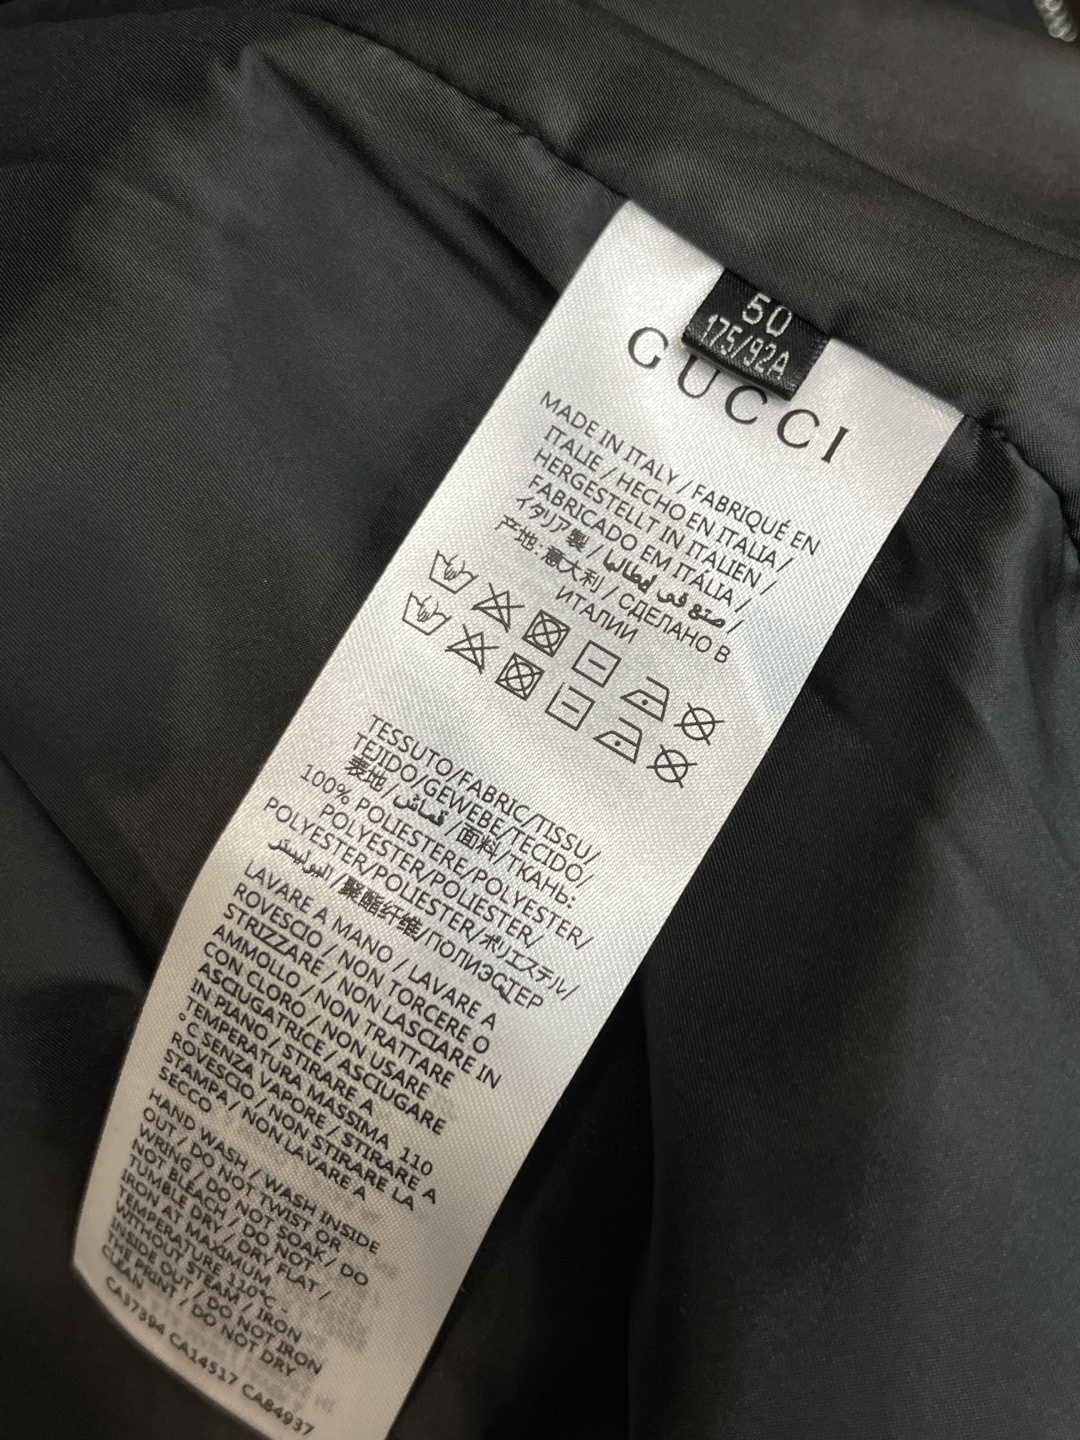 50
175/92A
GUCCI
MADE IN ITALY / FABRIQUÉ EN
ITALIE / HECHO EN ITALIA /
HERGESTELLT IN ITALIEN /
FABRICADO EM ITÁLIA /
イタリア製 / صنع في إيطاليا /
产地: 意大利 / СДЕЛАНО В
ИТАЛИИ
TESSUTO/FABRIC/TISSU/
TEJIDO/GEWEBE/TECIDO/
表地 / قماش / 面料/ТКАНЬ:
100% POLIESTERE/POLYESTER/
POLYESTER/POLIESTER/
POLYESTER/POLIESTER/ポリエステル/
البوليستر/聚酯纤维/ПОЛИЭСТЕР
LAVARE A MANO / LAVARE A
ROVESCIO / NON TORCERE O
STRIZZARE / NON LASCIARE IN
AMMOLLO / NON TRATTARE
CON CLORO / NON USARE
ASCIUGATRICE / ASCIUGARE
IN PIANO / STIRARE A
°TEMPERATURA MASSIMA 110
°C SENZA VAPORE / STIRARE A
ROVESCIO / NON STIRARE LA
STAMPA / NON LAVARE A
SECCO
HAND WASH / WASH INSIDE
OUT / DO NOT TWIST OR
WRING / DO NOT SOAK / DO
NOT BLEACH / DO NOT
TUMBLE DRY / DRY FLAT /
IRON AT MAXIMUM
TEMPERATURE 110°C -
WITHOUT STEAM / IRON
INSIDE OUT / DO NOT IRON
THE PRINT / DO NOT DRY
CLEAN
CA37394 CA14517 CA84937